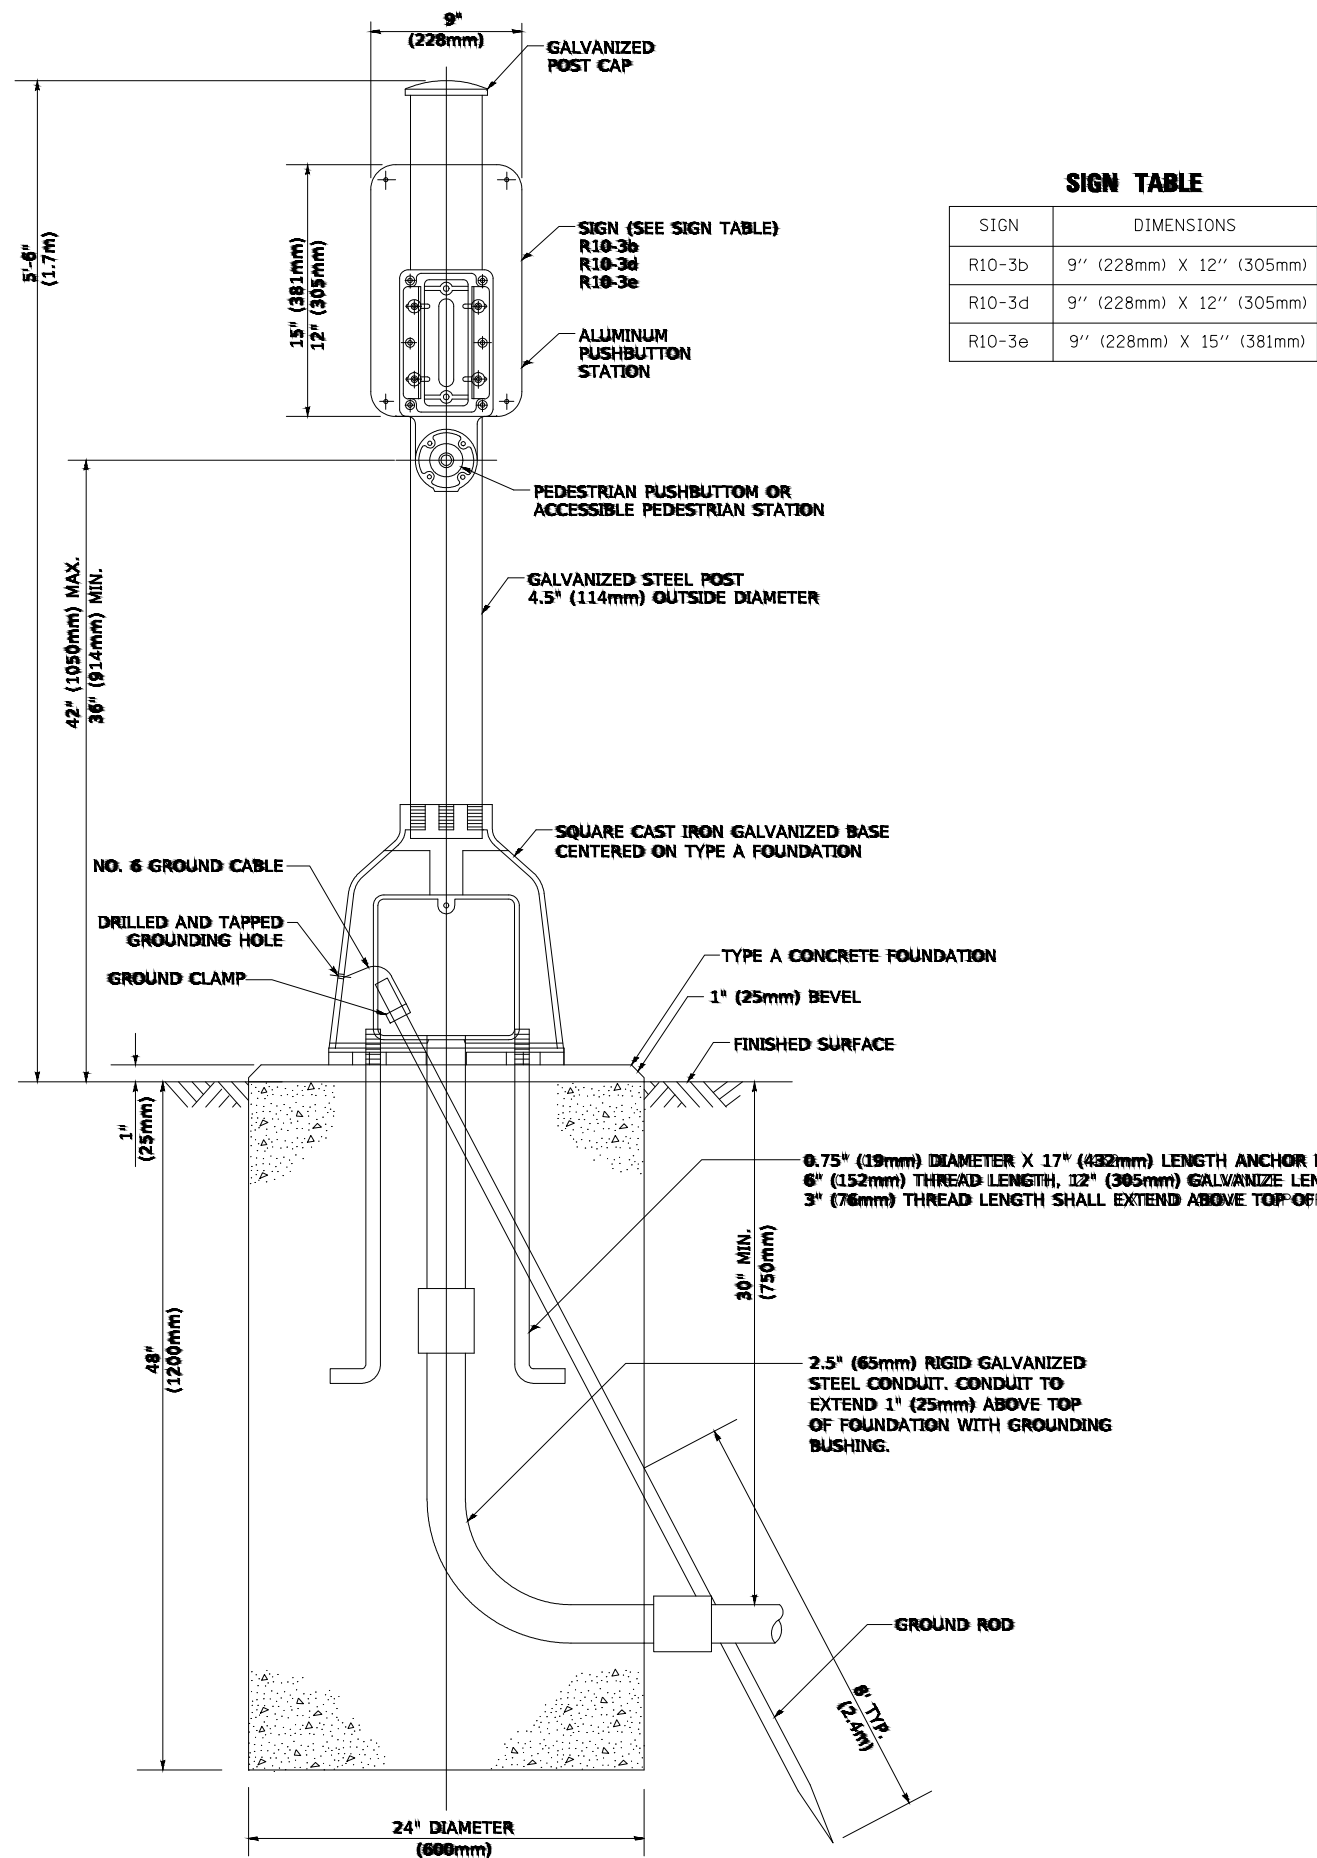 9"
(228mm)
GALVANIZED
POST CAP
5'-6"
(1.7m)
15" (381mm)
12" (305mm)
SIGN (SEE SIGN TABLE)
R10-3b
R10-3d
R10-3e
ALUMINUM
PUSHBUTTON
STATION
SIGN TABLE
SIGN DIMENSIONS
R10-3b 9'' (228mm) X 12'' (305mm)
R10-3d 9'' (228mm) X 12'' (305mm)
R10-3e 9'' (228mm) X 15'' (381mm)
PEDESTRIAN PUSHBUTTOM OR
ACCESSIBLE PEDESTRIAN STATION
42" (1050mm) MAX.
36" (914mm) MIN.
GALVANIZED STEEL POST
4.5" (114mm) OUTSIDE DIAMETER
SQUARE CAST IRON GALVANIZED BASE
CENTERED ON TYPE A FOUNDATION
NO. 6 GROUND CABLE
DRILLED AND TAPPED
GROUNDING HOLE
GROUND CLAMP
TYPE A CONCRETE FOUNDATION
1" (25mm) BEVEL
FINISHED SURFACE
1"
(25mm)
0.75" (19mm) DIAMETER X 17" (432mm) LENGTH ANCHOR
6" (152mm) THREAD LENGTH, 12" (305mm) GALVANIZE LEN
3" (76mm) THREAD LENGTH SHALL EXTEND ABOVE TOP OF
30" MIN.
(750mm)
48"
(1200mm)
2.5" (65mm) RIGID GALVANIZED
STEEL CONDUIT. CONDUIT TO
EXTEND 1" (25mm) ABOVE TOP
OF FOUNDATION WITH GROUNDING
BUSHING.
GROUND ROD
8' TYP.
(2.4m)
24" DIAMETER
(600mm)